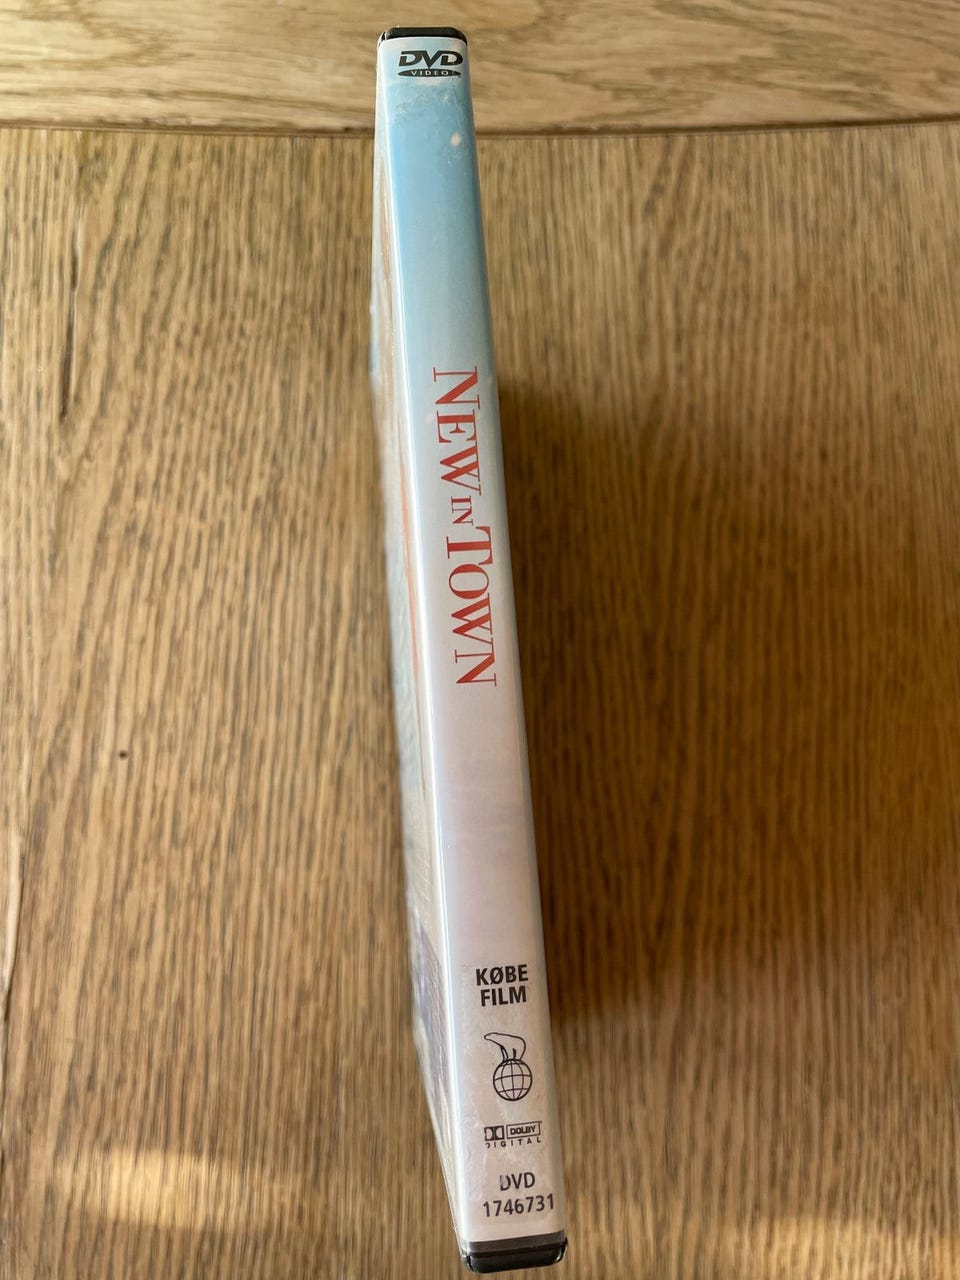 DVD
VIDEO
NEW IN TOWN
KØBE
FILM
DOLBY
DIGITAL
DVD
1746731